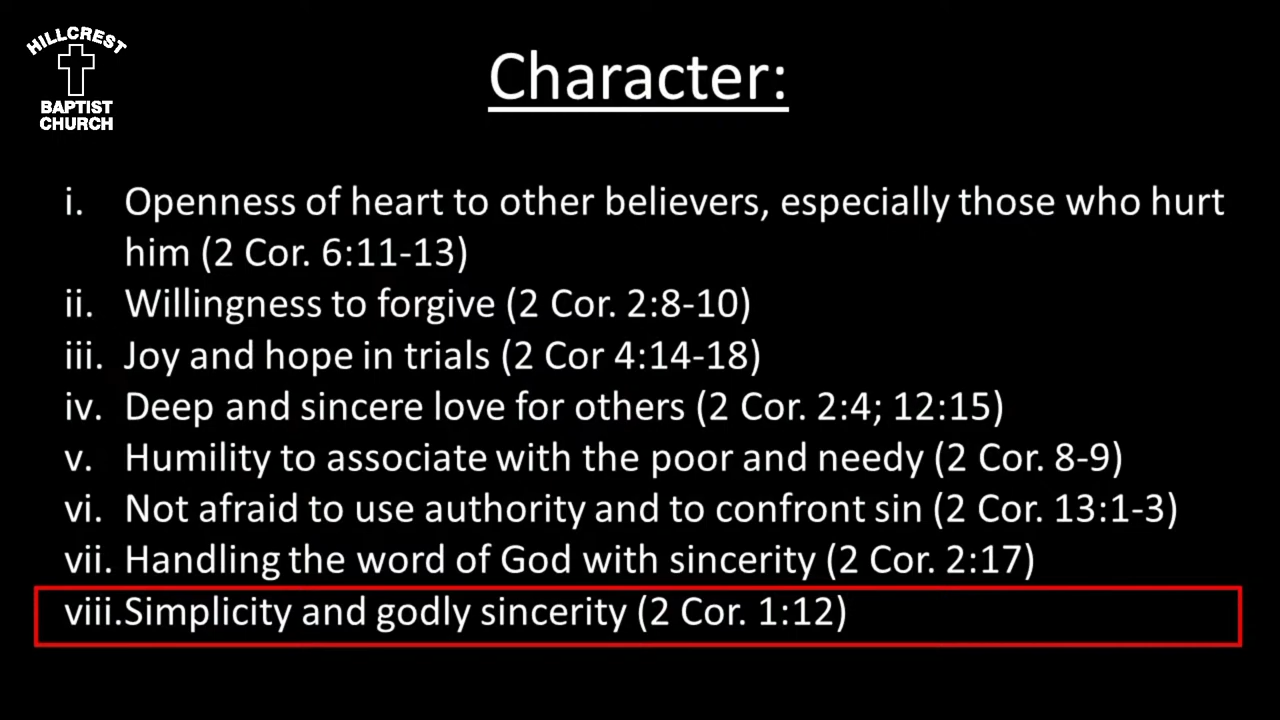 HILLCREST
BAPTIST
CHURCH
Character:
i. Openness of heart to other believers, especially those who hurt
him (2 Cor. 6:11-13)
ii. Willingness to forgive (2 Cor. 2:8-10)
iii. Joy and hope in trials (2 Cor 4:14-18)
iv. Deep and sincere love for others (2 Cor. 2:4; 12:15)
v. Humility to associate with the poor and needy (2 Cor. 8-9)
vi. Not afraid to use authority and to confront sin (2 Cor. 13:1-3)
vii. Handling the word of God with sincerity (2 Cor. 2:17)
viii.Simplicity and godly sincerity (2 Cor. 1:12)